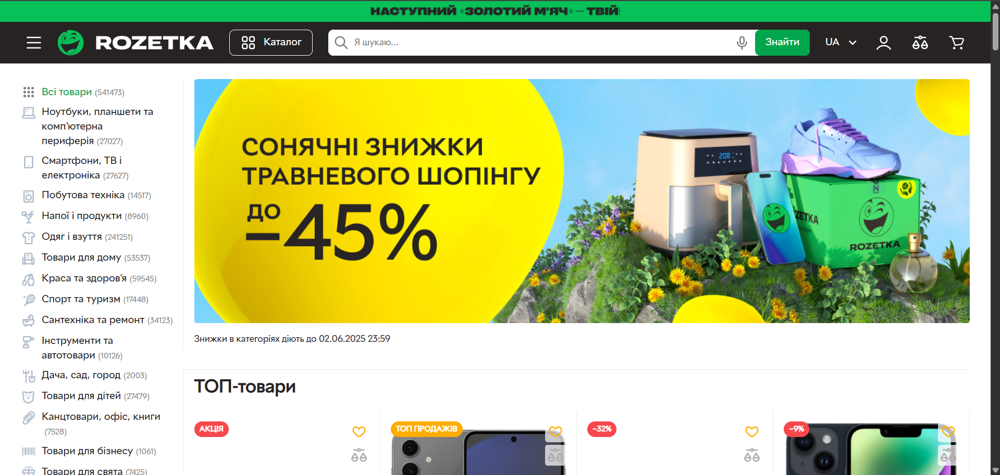 НАСТУПНИЙ «ЗОЛОТИЙ М'ЯЧ» — ТВІЙ!
ROZETKA
Каталог
Я шукаю...
Знайти
UA
Всі товари (541473)
Ноутбуки, планшети та
комп'ютерна
периферія (27027)
Смартфони, ТВ і
електроніка (27627)
Побутова техніка (14517)
Напої і продукти (8960)
Одяг і взуття (241251)
Товари для дому (53537)
Краса та здоров'я (59545)
Спорт та туризм (17448)
Сантехніка та ремонт (34123)
Інструменти та
автотовари (10126)
Дача, сад, город (2003)
Товари для дітей (27479)
Канцтовари, офіс, книги
(7528)
Товари для бізнесу (1061)
Товари для свята (7425)
СОНЯЧНІ ЗНИЖКИ
ТРАВНЕВОГО ШОПІНГУ
ДО
–45%
208
ZETKA
ROZETKA
Знижки в категоріях діють до 02.06.2025 23:59
ТОП-товари
АКЦІЯ
ТОП ПРОДАЖІВ
–32%
–9%